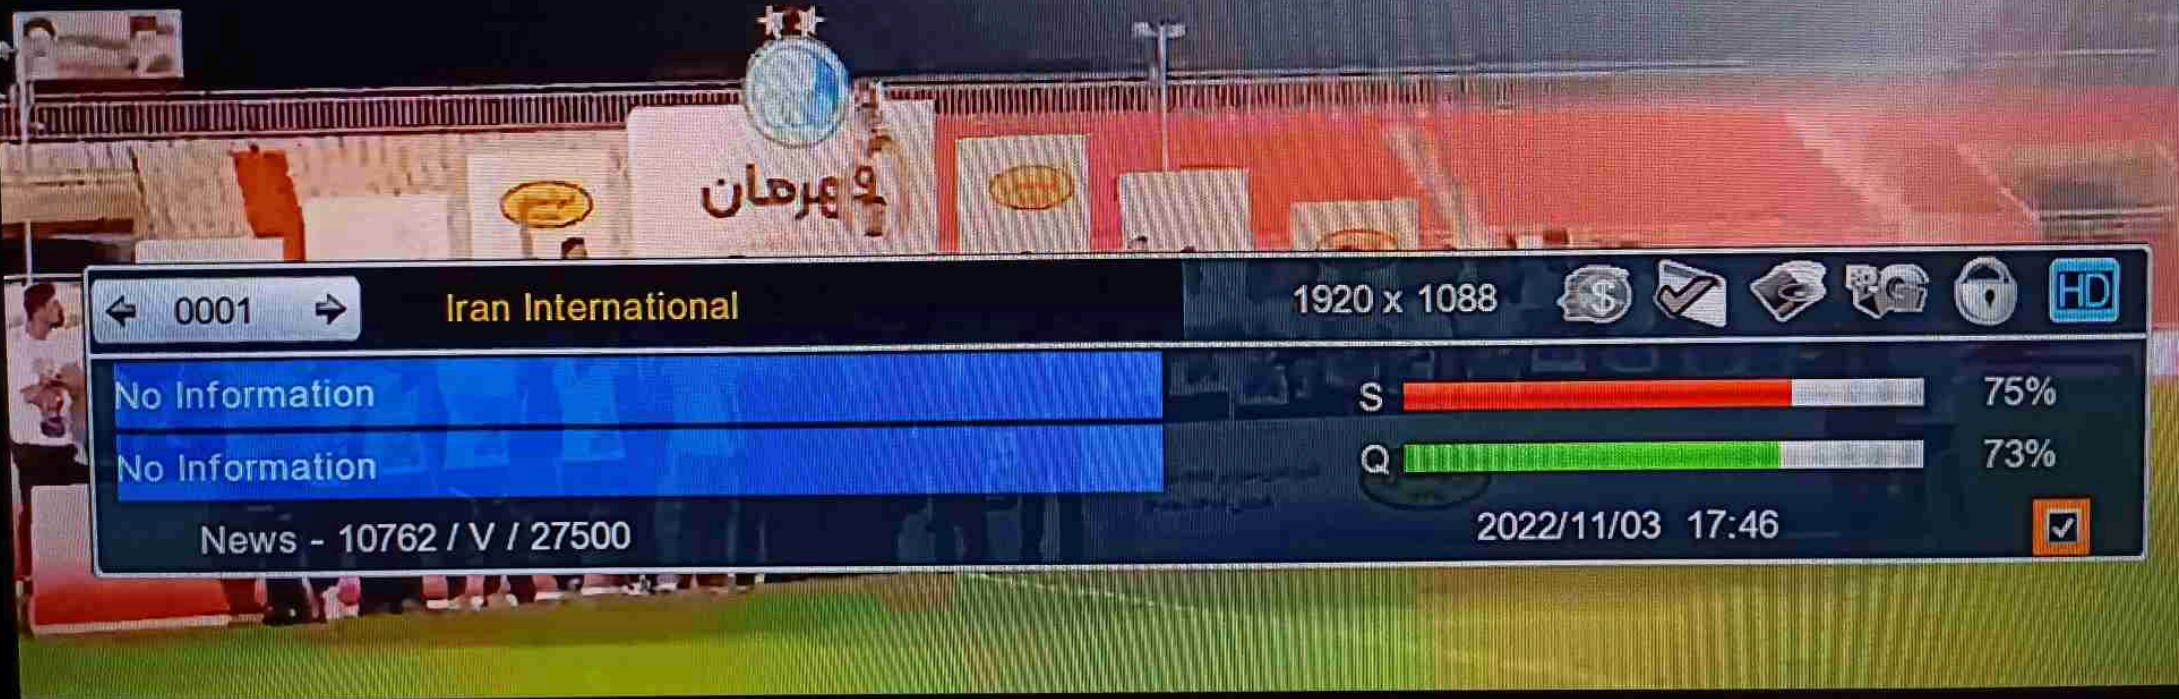 قهرمان
0001
Iran International
1920 x 1088
HD
No Information
S 75%
No Information
Q 73%
News - 10762 / V / 27500
2022/11/03 17:46